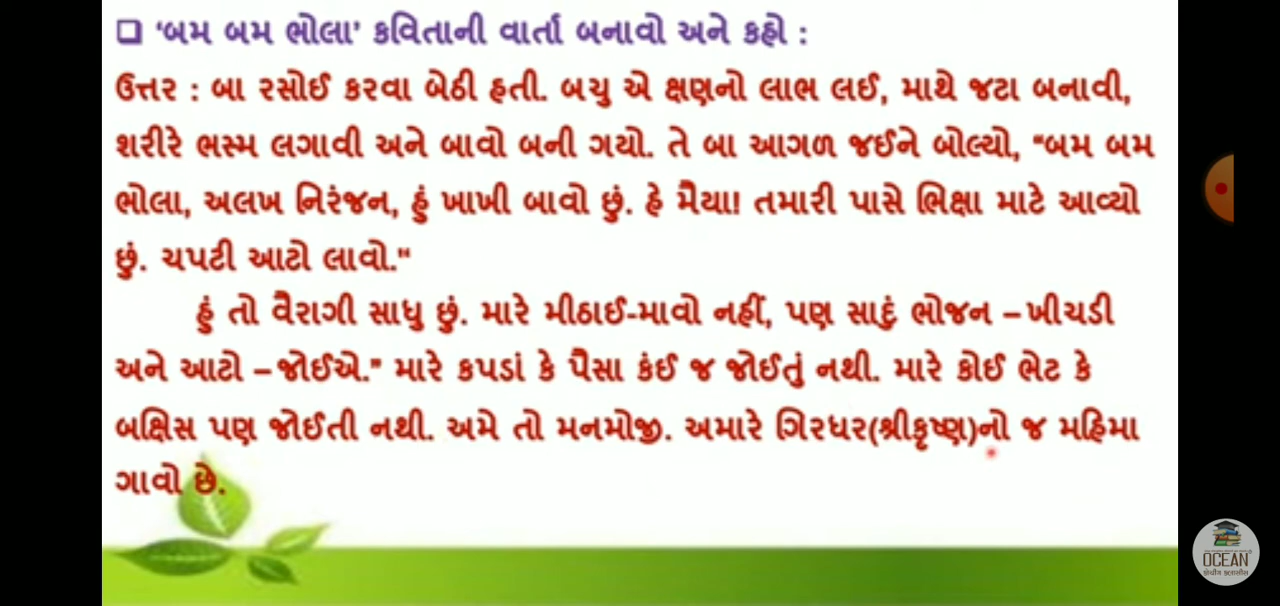 ❑ ‘બમ બમ ભોલા’ કવિતાની વાર્તા બનાવો અને કહો :
ઉત્તર : બા રસોઈ કરવા બેઠી હતી. બચુ એ ક્ષણનો લાભ લઈ, માથે જટા બનાવી,
શરીરે ભસ્મ લગાવી અને બાવો બની ગયો. તે બા આગળ જઈને બોલ્યો, "બમ બમ
ભોલા, અલખ નિરંજન, હું ખાખી બાવો છું. હે મૈયા! તમારી પાસે ભિક્ષા માટે આવ્યો
છું. ચપટી આટો લાવો."
હું તો વૈરાગી સાધુ છું. મારે મીઠાઈ-માવો નહીં, પણ સાદું ભોજન – ખીચડી
અને આટો – જોઈએ." મારે કપડાં કે પૈસા કંઈ જ જોઈતું નથી. મારે કોઈ ભેટ કે
બક્ષિસ પણ જોઈતી નથી. અમે તો મનમોજી. અમારે ગિરધર(શ્રીકૃષ્ણ)નો જ મહિમા
ગાવો છે.
OCEAN
કોચીંગ ક્લાસીસ